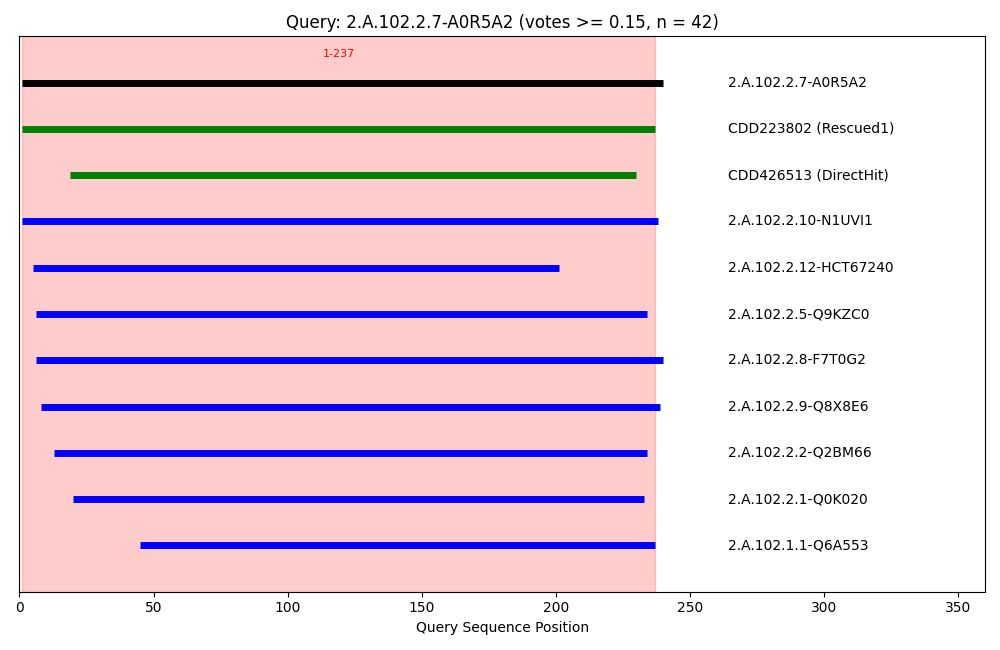 Query: 2.A.102.2.7-A0R5A2 (votes >= 0.15, n = 42)
1-237
2.A.102.2.7-A0R5A2
CDD223802 (Rescued1)
CDD426513 (DirectHit)
2.A.102.2.10-N1UVI1
2.A.102.2.12-HCT67240
2.A.102.2.5-Q9KZC0
2.A.102.2.8-F7T0G2
2.A.102.2.9-Q8X8E6
2.A.102.2.2-Q2BM66
2.A.102.2.1-Q0K020
2.A.102.1.1-Q6A553
0 50 100 150 200 250 300 350
Query Sequence Position